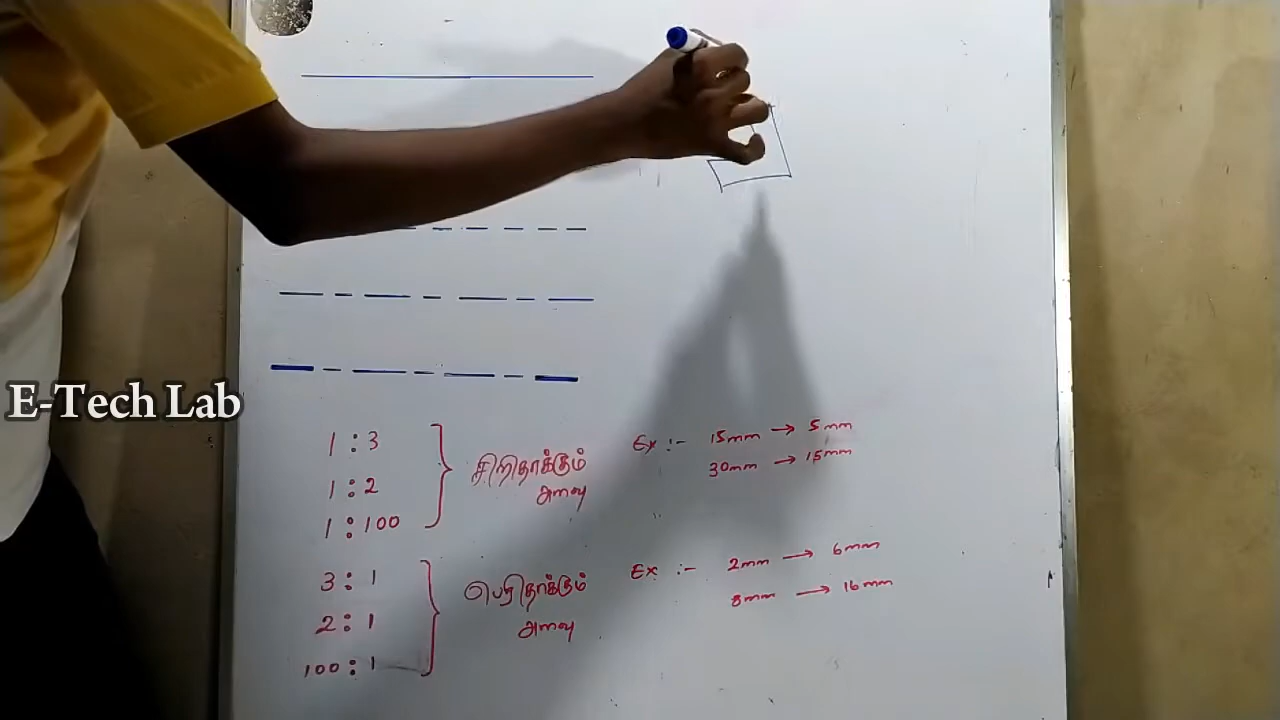 E-Tech Lab
1 : 3
1 : 2
1 : 100
சிறிதாக்கும்
அளவு
Ex :- 15mm → 5mm
30mm → 15mm
3 : 1
2 : 1
100 : 1
பெரிதாக்கும்
அளவு
Ex :- 2mm → 6mm
8mm → 16mm